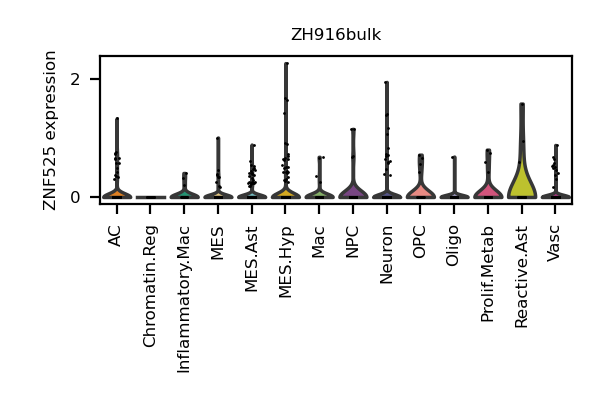 ZH916bulk
ZNF525 expression
2
0
AC
Chromatin.Reg
Inflammatory.Mac
MES
MES.Ast
MES.Hyp
Mac
NPC
Neuron
OPC
Oligo
Prolif.Metab
Reactive.Ast
Vasc